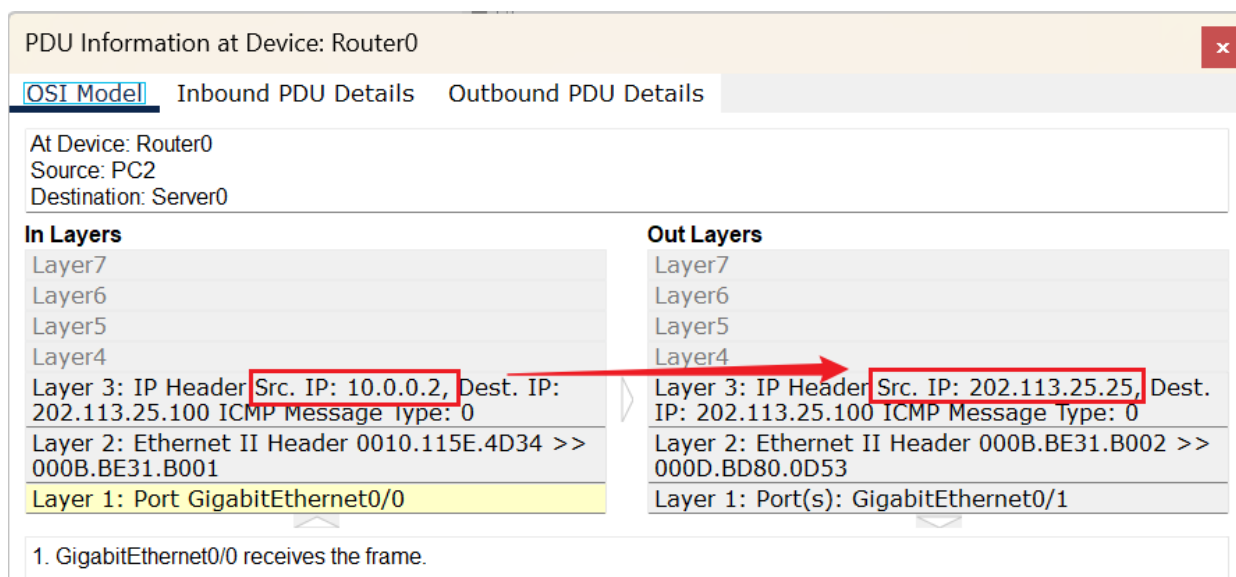 PDU Information at Device: Router0
x
OSI Model Inbound PDU Details Outbound PDU Details
At Device: Router0
Source: PC2
Destination: Server0
In Layers
Layer7
Layer6
Layer5
Layer4
Layer 3: IP Header Src. IP: 10.0.0.2, Dest. IP:
202.113.25.100 ICMP Message Type: 0
Layer 2: Ethernet II Header 0010.115E.4D34 >>
000B.BE31.B001
Layer 1: Port GigabitEthernet0/0
Out Layers
Layer7
Layer6
Layer5
Layer4
Layer 3: IP Header Src. IP: 202.113.25.25, Dest.
IP: 202.113.25.100 ICMP Message Type: 0
Layer 2: Ethernet II Header 000B.BE31.B002 >>
000D.BD80.0D53
Layer 1: Port(s): GigabitEthernet0/1
1. GigabitEthernet0/0 receives the frame.